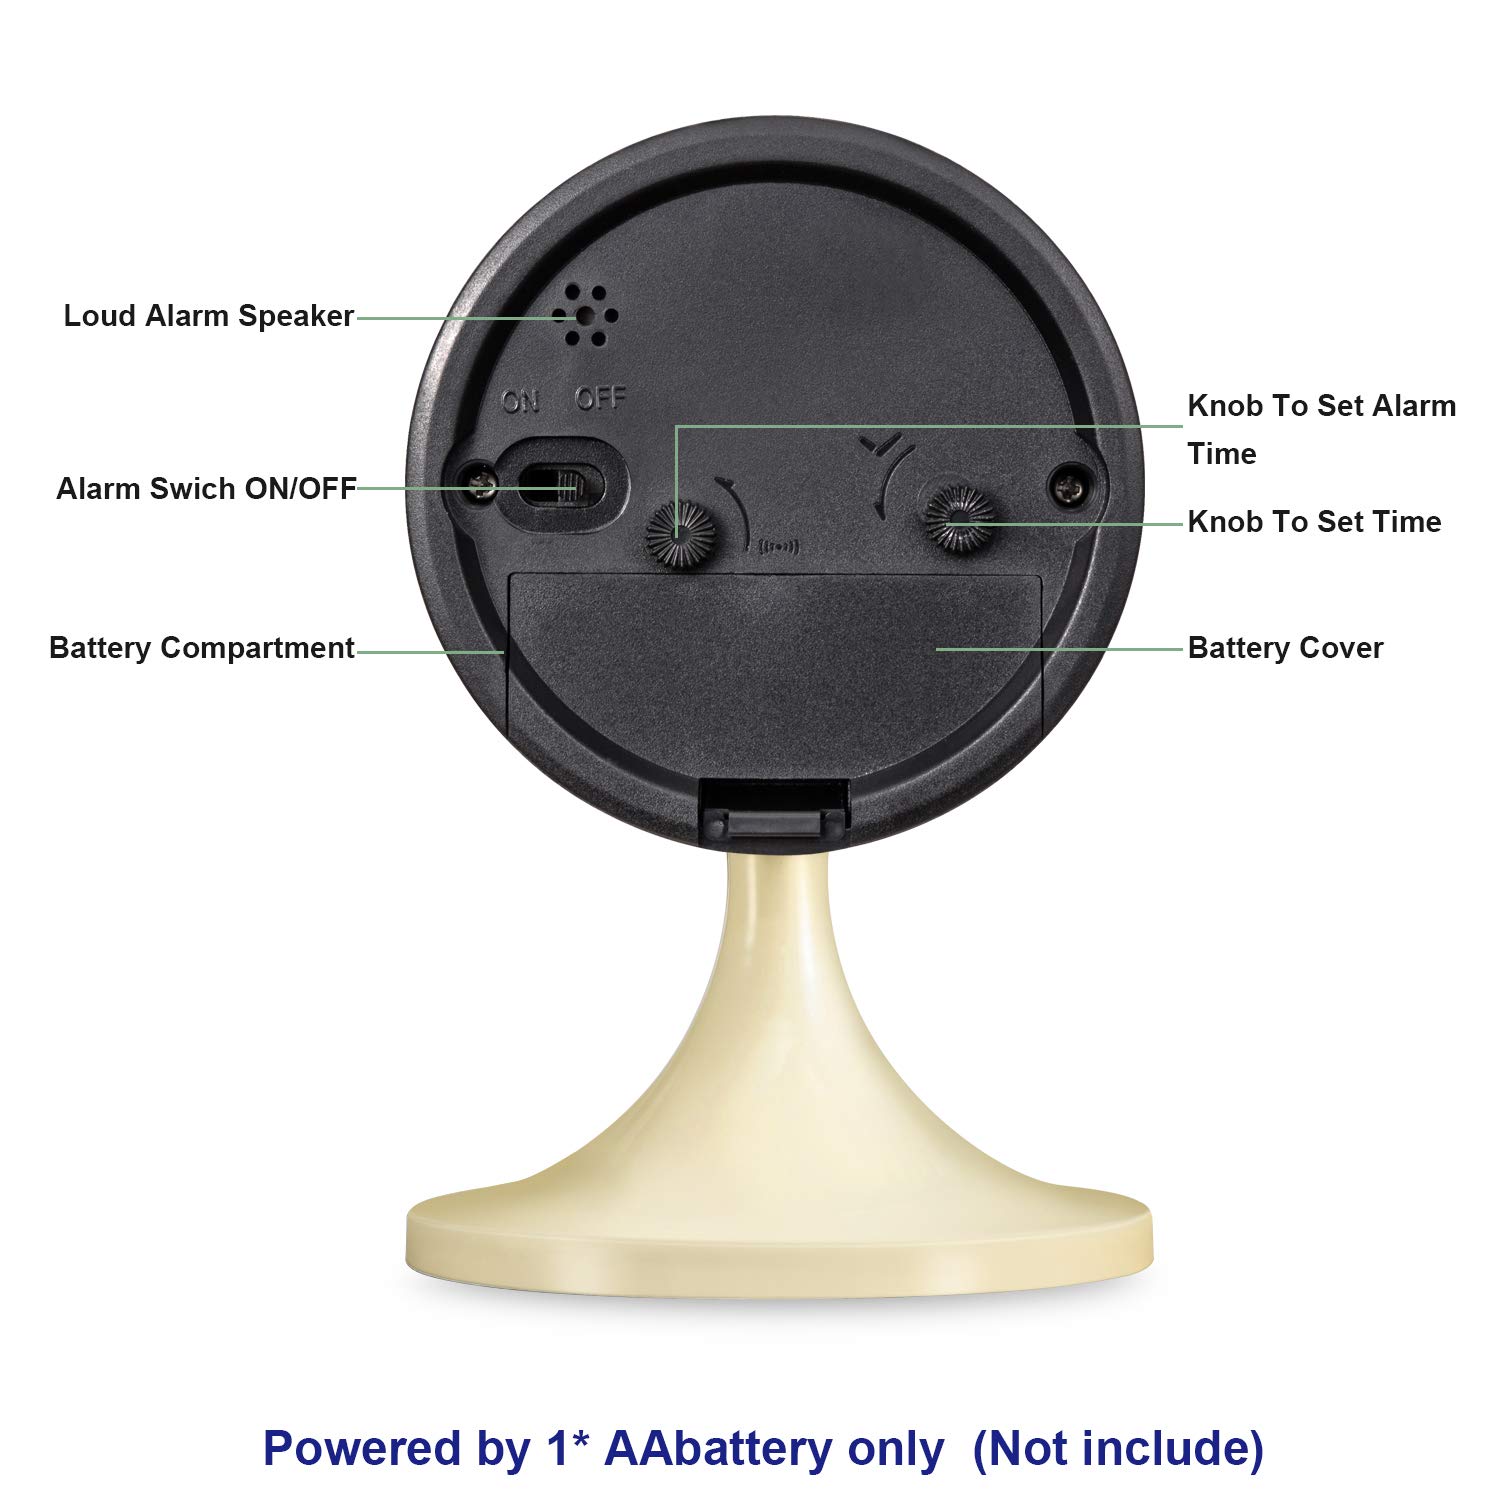 Loud Alarm Speaker
ON OFF
Knob To Set Alarm
Time
Alarm Swich ON/OFF
Knob To Set Time
Battery Compartment
Battery Cover
Powered by 1* AAbattery only (Not include)